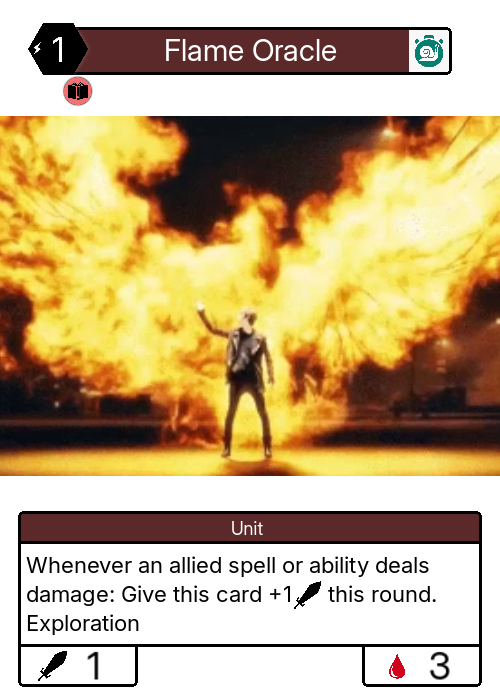 1
Flame Oracle
Unit
Whenever an allied spell or ability deals
damage: Give this card +1 this round.
Exploration
1
3